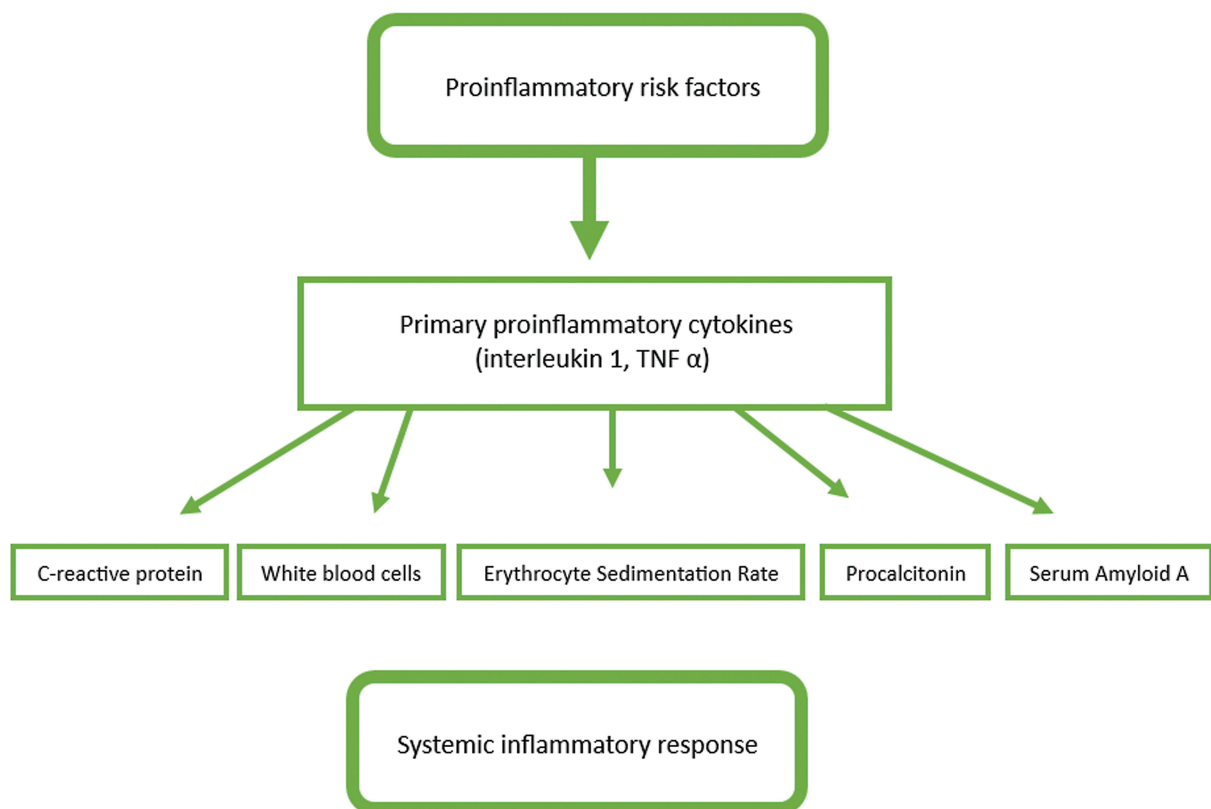 Proinflammatory risk factors
Primary proinflammatory cytokines
(interleukin 1, TNF α)
C-reactive protein
White blood cells
Erythrocyte Sedimentation Rate
Procalcitonin
Serum Amyloid A
Systemic inflammatory response